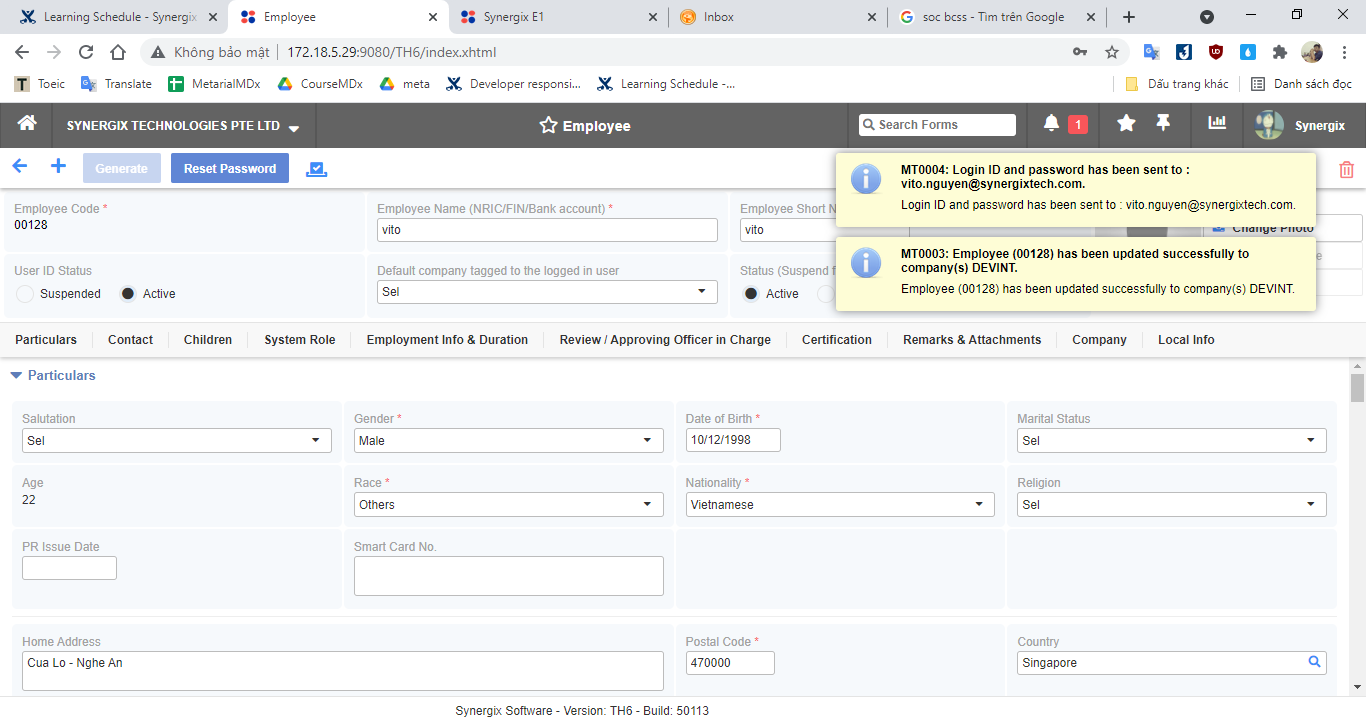 Learning Schedule - Synergix
Employee
Synergix E1
Inbox
soc bcss - Tìm trên Google
Không bảo mật
172.18.5.29:9080/TH6/index.xhtml
Toeic
Translate
MetarialMDx
CourseMDx
meta
Developer responsi...
Learning Schedule -...
Dấu trang khác
Danh sách đọc
SYNERGIX TECHNOLOGIES PTE LTD
Employee
Search Forms
1
Synergix
Generate
Reset Password
MT0004: Login ID and password has been sent to :
vito.nguyen@synergixtech.com.
Login ID and password has been sent to : vito.nguyen@synergixtech.com.
MT0003: Employee (00128) has been updated successfully to
company(s) DEVINT.
Employee (00128) has been updated successfully to company(s) DEVINT.
Employee Code *
00128
Employee Name (NRIC/FIN/Bank account) *
vito
Employee Short N
vito
Change Photo
User ID Status
Suspended
Active
Default company tagged to the logged in user
Sel
Status (Suspend f
Active
Particulars
Contact
Children
System Role
Employment Info & Duration
Review / Approving Officer in Charge
Certification
Remarks & Attachments
Company
Local Info
Particulars
Salutation
Sel
Gender *
Male
Date of Birth *
10/12/1998
Marital Status
Sel
Age
22
Race *
Others
Nationality *
Vietnamese
Religion
Sel
PR Issue Date
Smart Card No.
Home Address
Cua Lo - Nghe An
Postal Code *
470000
Country
Singapore
Synergix Software - Version: TH6 - Build: 50113